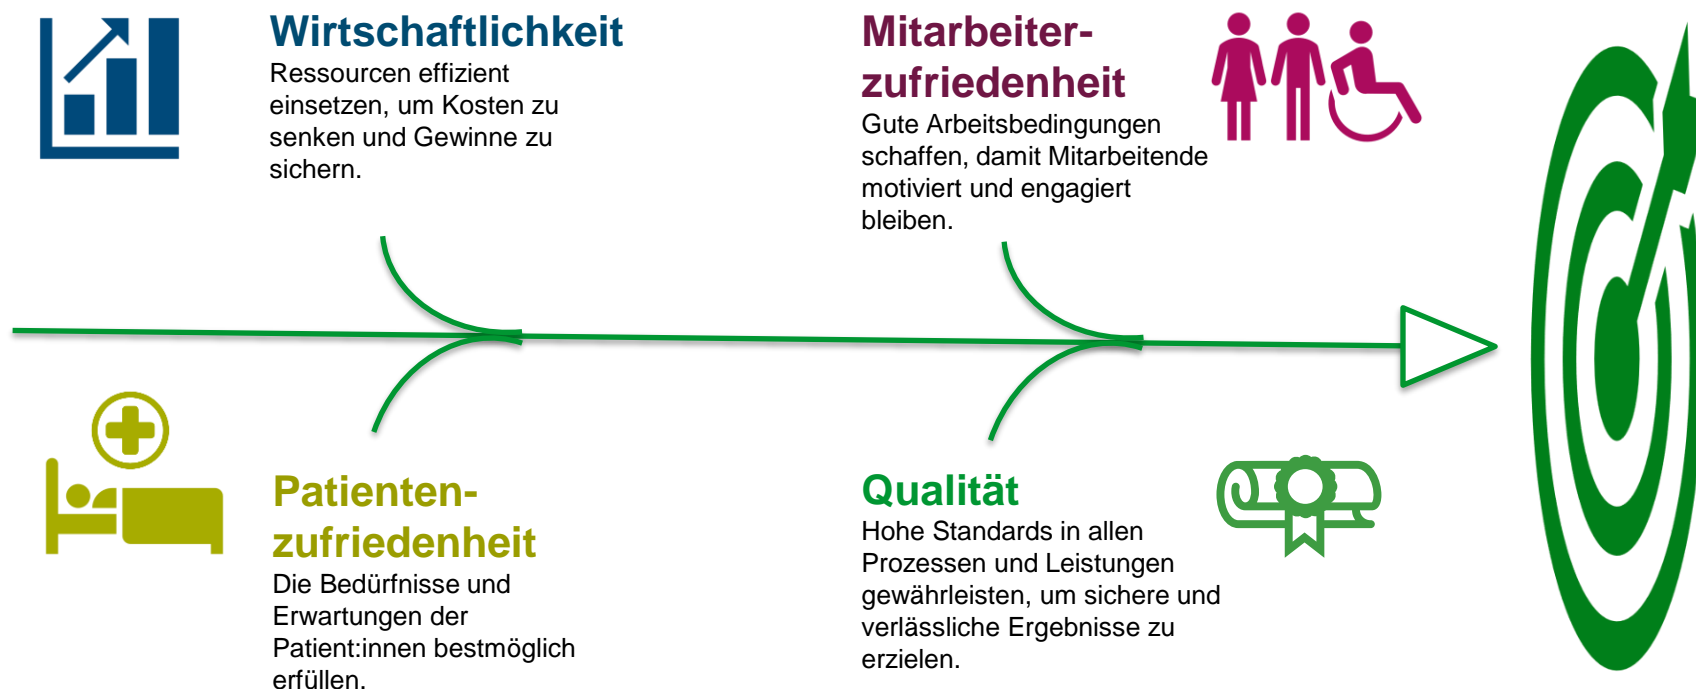 Wirtschaftlichkeit
Ressourcen effizient
einsetzen, um Kosten zu
senken und Gewinne zu
sichern.
Mitarbeiter-
zufriedenheit
Gute Arbeitsbedingungen
schaffen, damit Mitarbeitende
motiviert und engagiert
bleiben.
Patienten-
zufriedenheit
Die Bedürfnisse und
Erwartungen der
Patient:innen bestmöglich
erfüllen.
Qualität
Hohe Standards in allen
Prozessen und Leistungen
gewährleisten, um sichere und
verlässliche Ergebnisse zu
erzielen.